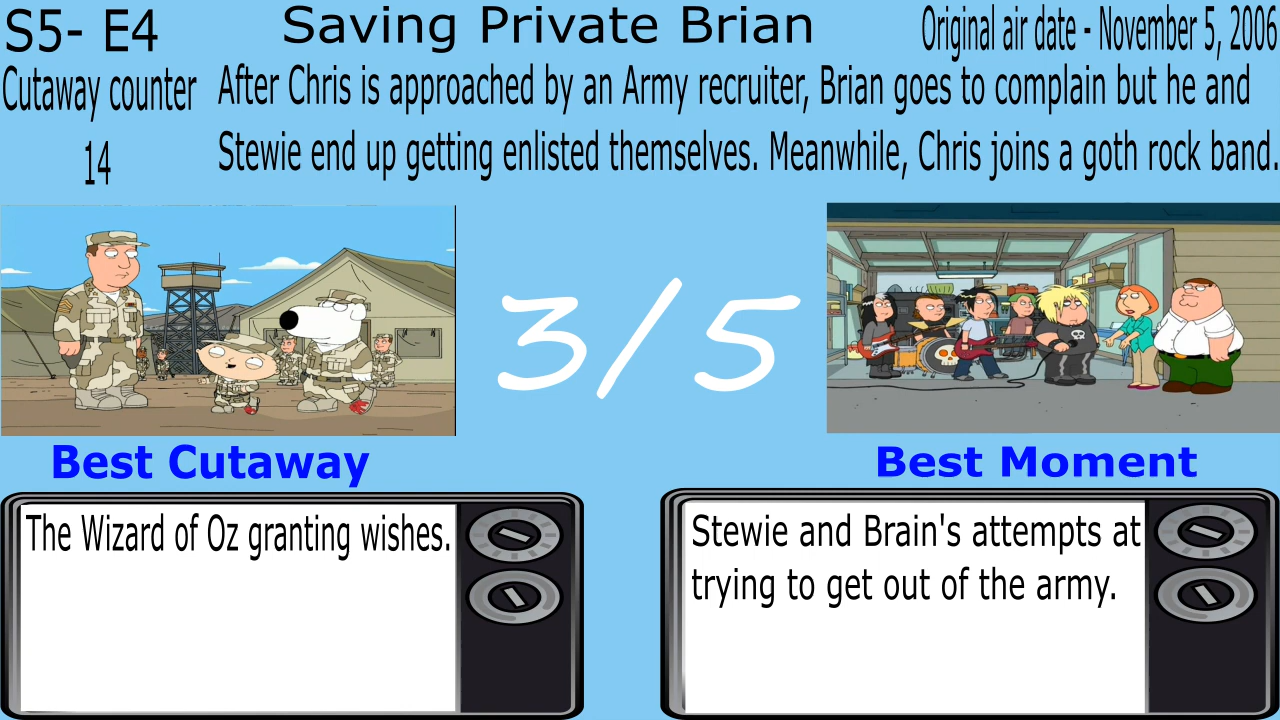 S5- E4
Saving Private Brian
Original air date - November 5, 2006
Cutaway counter
14
After Chris is approached by an Army recruiter, Brian goes to complain but he and
Stewie end up getting enlisted themselves. Meanwhile, Chris joins a goth rock band.
3/5
Best Cutaway
Best Moment
The Wizard of Oz granting wishes.
Stewie and Brain's attempts at
trying to get out of the army.